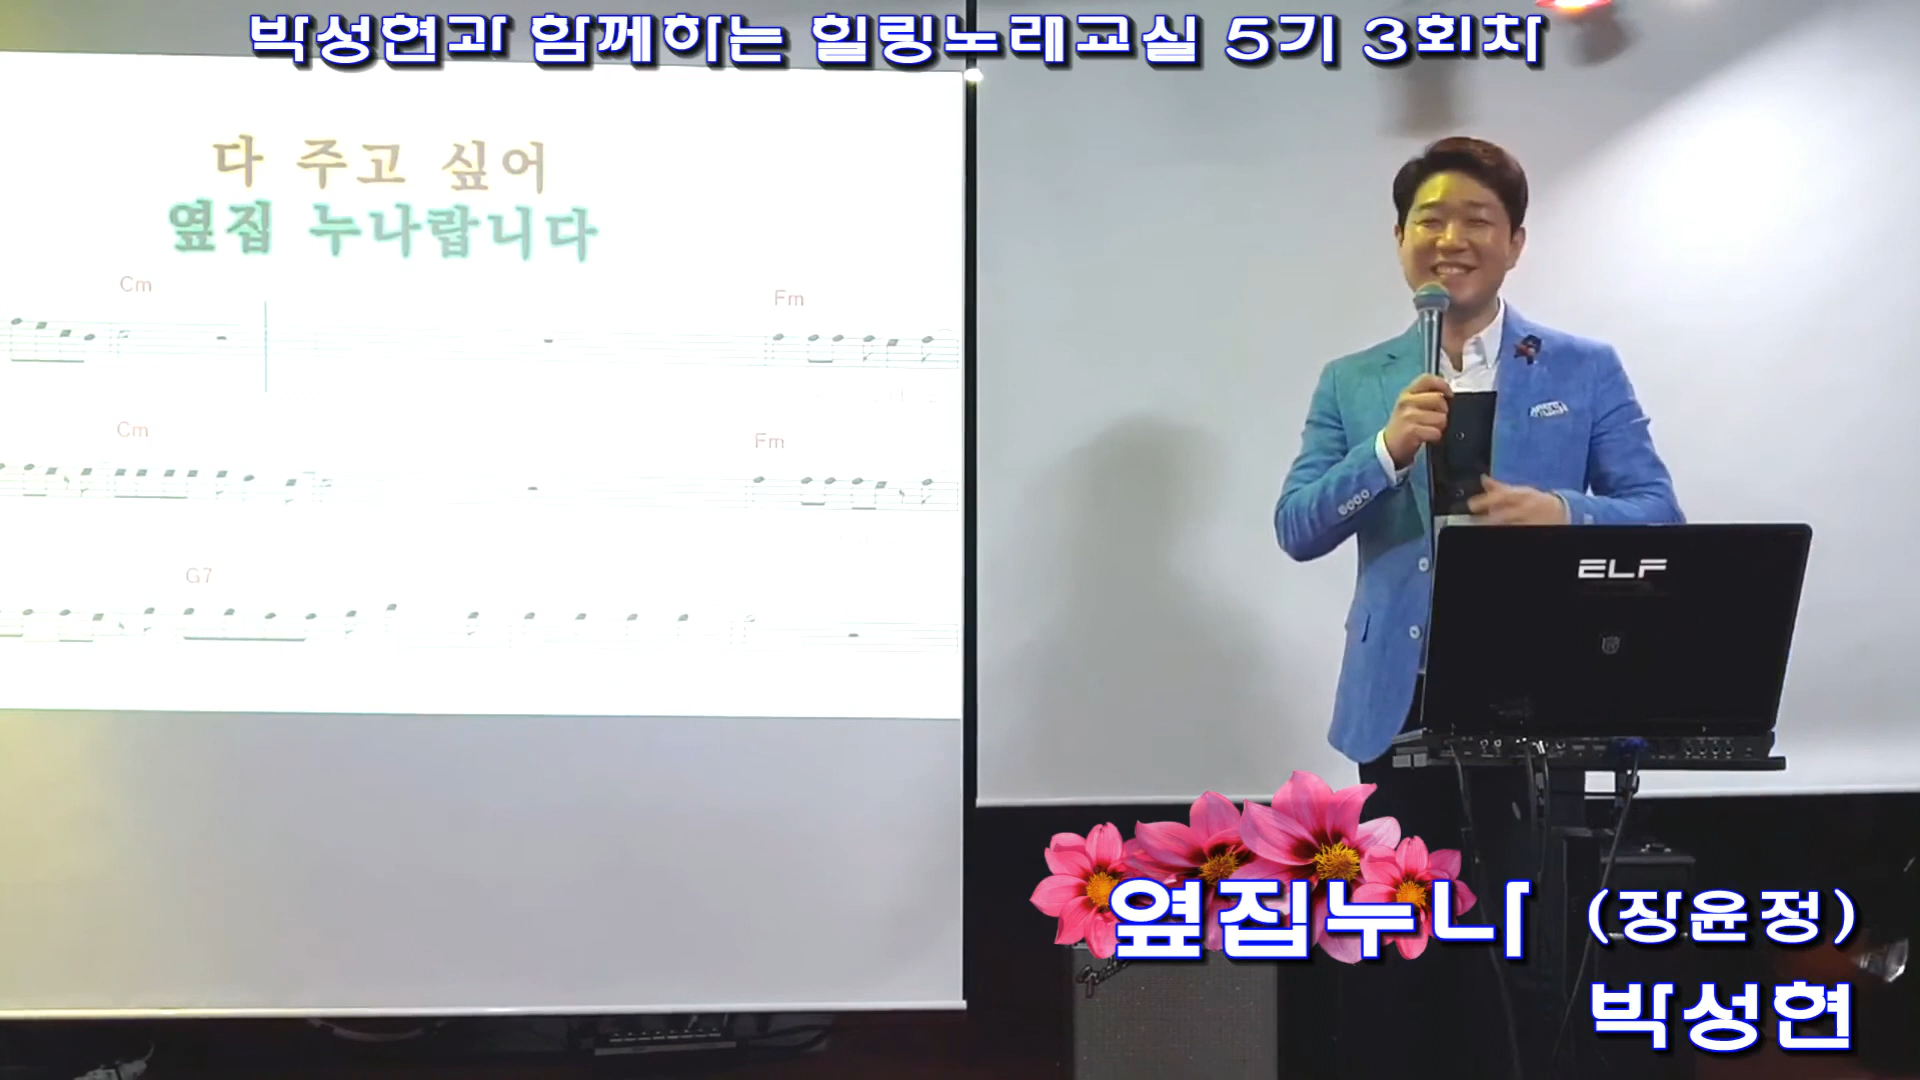 박성현과 함께하는 힐링노래교실 5기 3회차
다 주고 싶어
옆집 누나랍니다
Cm
Fm
Cm
Fm
G7
ELF
옆집누나 (장윤정)
박성현